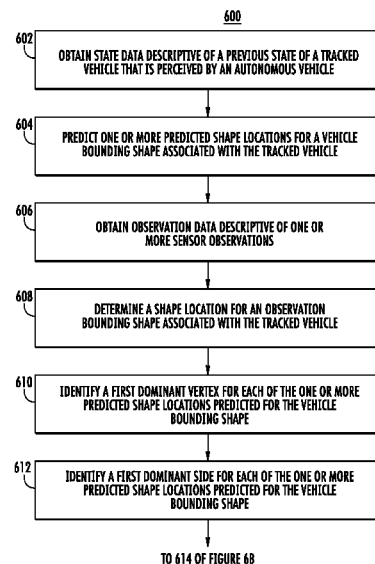 600
602
OBTAIN STATE DATA DESCRIPTIVE OF A PREVIOUS STATE OF A TRACKED
VEHICLE THAT IS PERCEIVED BY AN AUTONOMOUS VEHICLE
604
PREDICT ONE OR MORE PREDICTED SHAPE LOCATIONS FOR A VEHICLE
BOUNDING SHAPE ASSOCIATED WITH THE TRACKED VEHICLE
606
OBTAIN OBSERVATION DATA DESCRIPTIVE OF ONE OR
MORE SENSOR OBSERVATIONS
608
DETERMINE A SHAPE LOCATION FOR AN OBSERVATION
BOUNDING SHAPE ASSOCIATED WITH THE TRACKED VEHICLE
610
IDENTIFY A FIRST DOMINANT VERTEX FOR EACH OF THE ONE OR MORE
PREDICTED SHAPE LOCATIONS PREDICTED FOR THE VEHICLE
BOUNDING SHAPE
612
IDENTIFY A FIRST DOMINANT SIDE FOR EACH OF THE ONE OR MORE
PREDICTED SHAPE LOCATIONS PREDICTED FOR THE VEHICLE
BOUNDING SHAPE
TO 614 OF FIGURE 6B